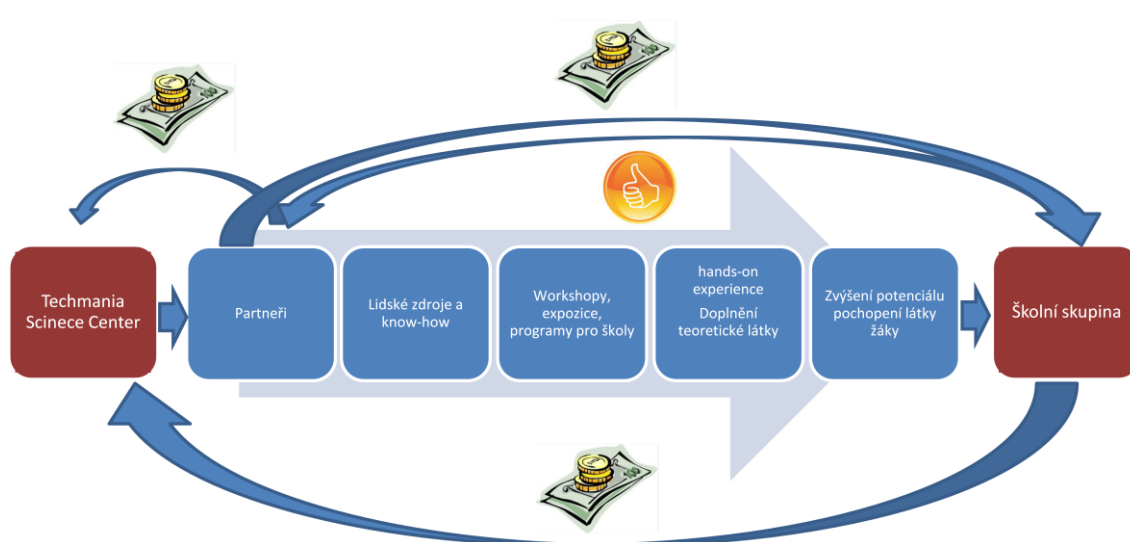 Techmania
Scinece Center
Partneři
Lidské zdroje a
know-how
Workshopy,
expozice,
programy pro školy
hands-on
experience
Doplnění
teoretické látky
Zvýšení potenciálu
pochopení látky
žáky
Školní skupina